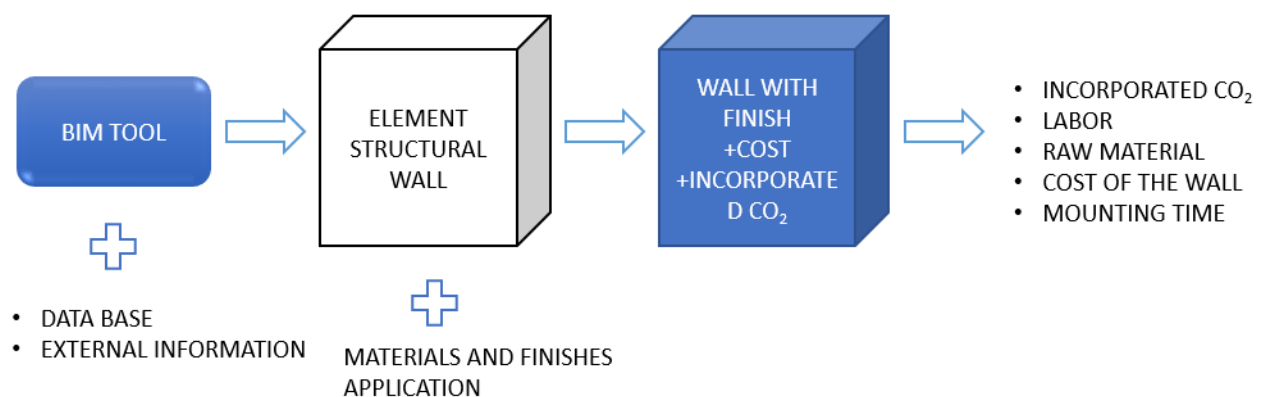 BIM TOOL
• DATA BASE
• EXTERNAL INFORMATION
ELEMENT
STRUCTURAL
WALL
MATERIALS AND FINISHES
APPLICATION
WALL WITH
FINISH
+COST
+INCORPORATE
D CO₂
• INCORPORATED CO₂
• LABOR
• RAW MATERIAL
• COST OF THE WALL
• MOUNTING TIME